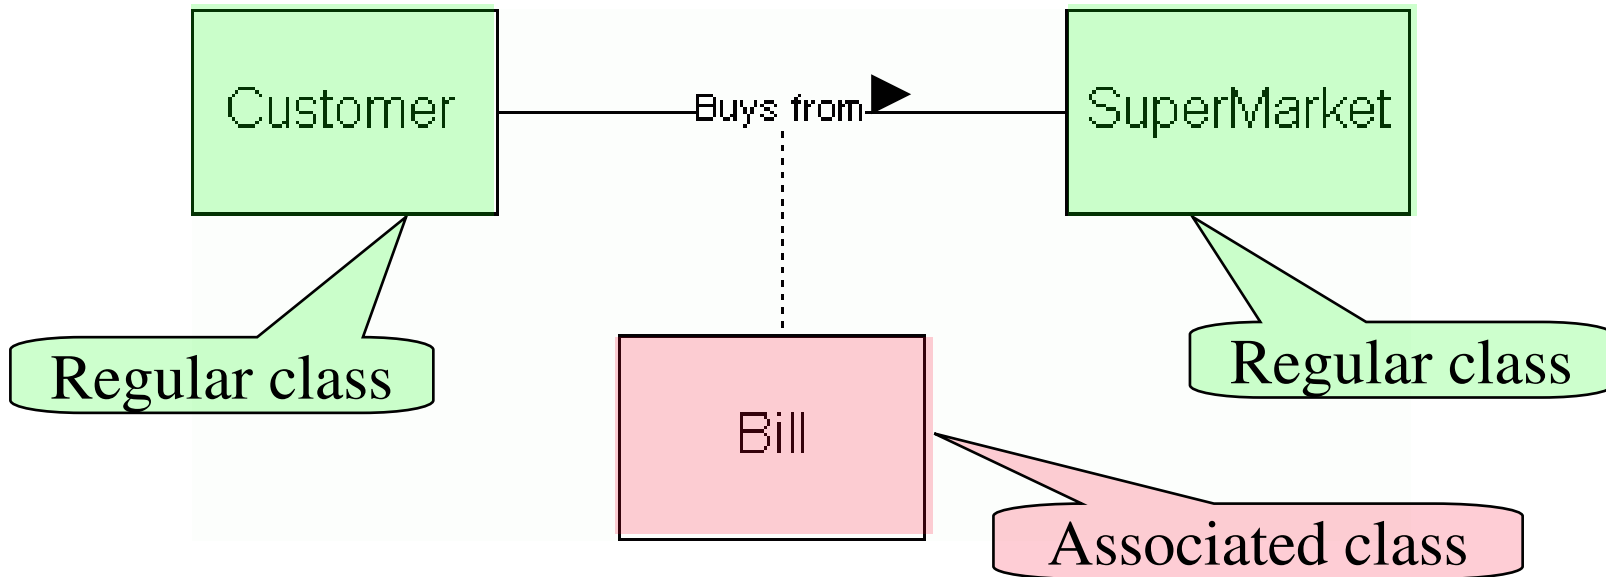 Customer
Buys from
SuperMarket
Regular class
Regular class
Bill
Associated class